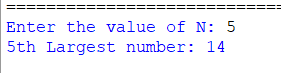 ==============================
Enter the value of N: 5
5th Largest number: 14